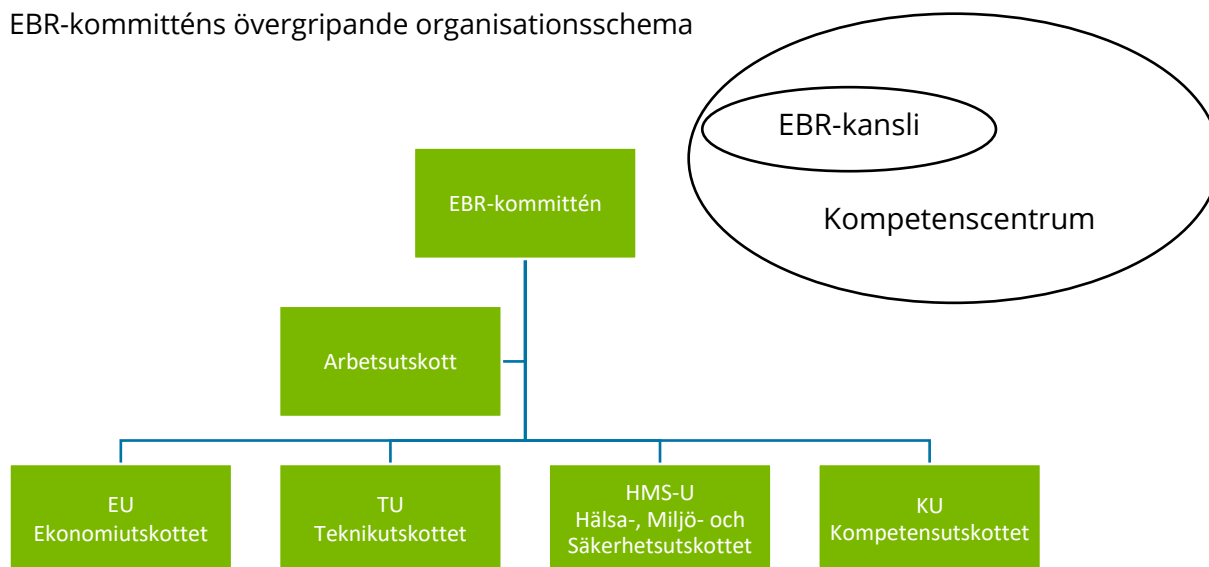 EBR-kommitténs övergripande organisationsschema
EBR-kansli
Kompetenscentrum
EBR-kommittén
Arbetsutskott
EU
Ekonomiutskottet
TU
Teknikutskottet
HMS-U
Hälsa-, Miljö- och
Säkerhetsutskottet
KU
Kompetensutskottet